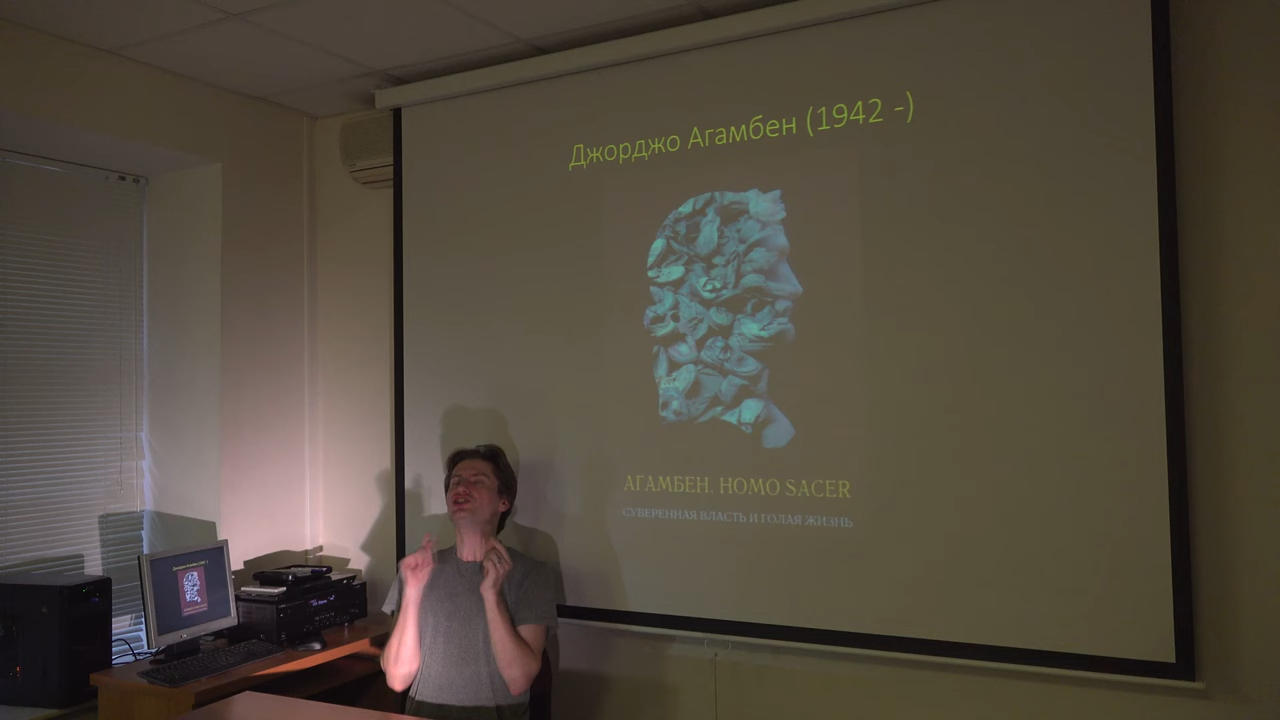 Джорджо Агамбен (1942 -)
АГАМБЕН. HOMO SACER
СУВЕРЕННАЯ ВЛАСТЬ И ГОЛАЯ ЖИЗНЬ